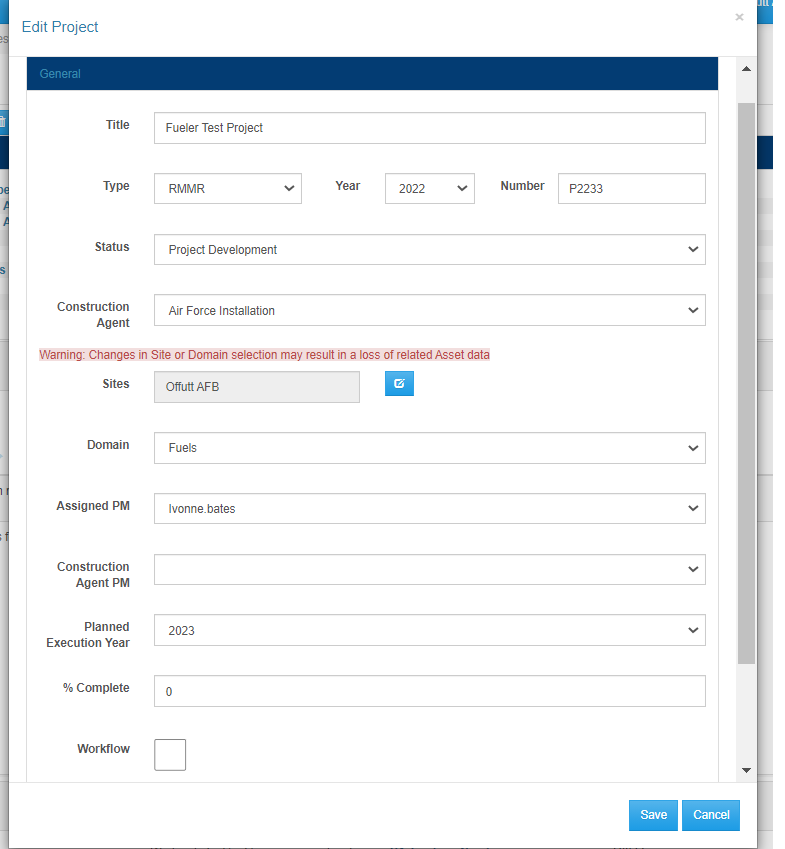 Edit Project
×
General
Title
Fueler Test Project
Type
RMMR
Year
2022
Number
P2233
Status
Project Development
Construction
Agent
Air Force Installation
Warning: Changes in Site or Domain selection may result in a loss of related Asset data
Sites
Offutt AFB
Domain
Fuels
Assigned PM
Ivonne.bates
Construction
Agent PM
Planned
Execution Year
2023
% Complete
0
Workflow
Save
Cancel